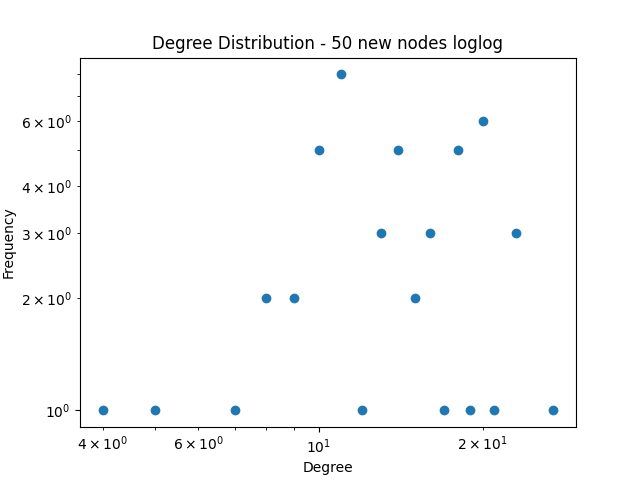 Degree Distribution - 50 new nodes loglog
Frequency
6 × 10⁰
4 × 10⁰
3 × 10⁰
2 × 10⁰
10⁰
4 × 10⁰ 6 × 10⁰ 10¹ 2 × 10¹
Degree